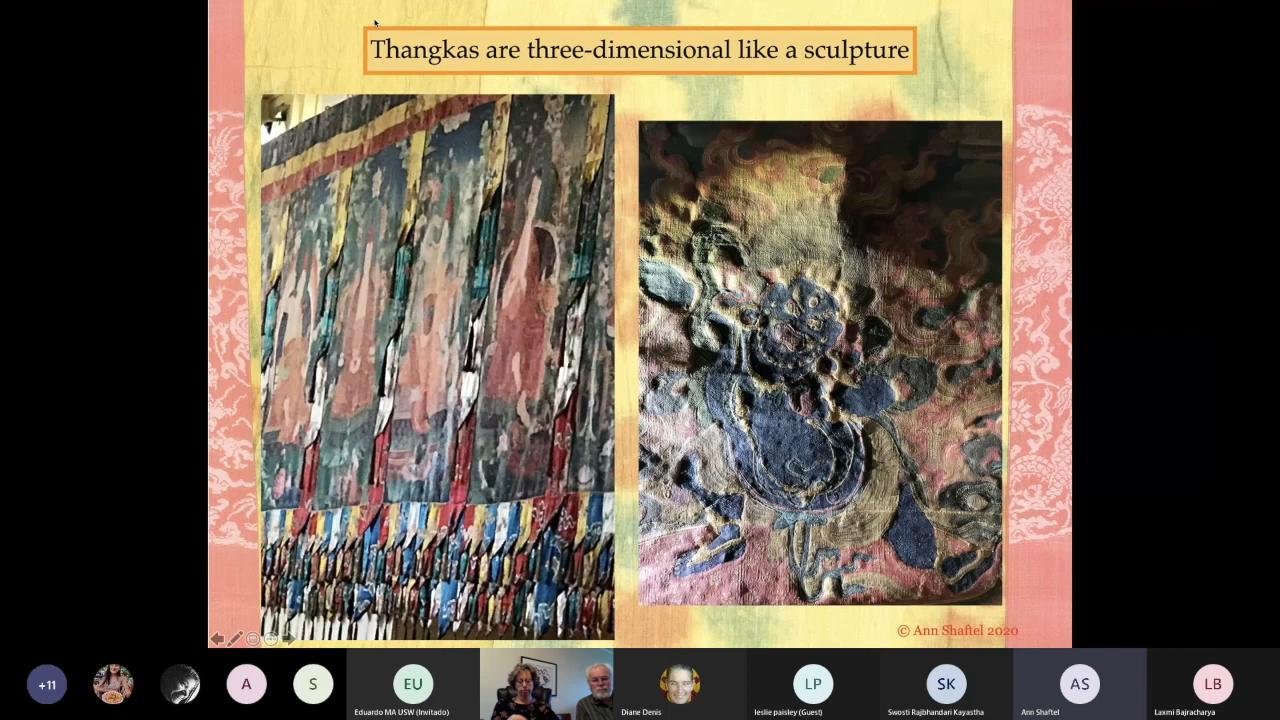 Thangkas are three-dimensional like a sculpture
© Ann Shaftel 2020
+11
A
S
EU
LP
SK
AS
LB
Eduardo MA USW (Invitado)
Diane Denis
leslie paisley (Guest)
Swosti Rajbhandari Kayastha
Ann Shaftel
Laxmi Bajracharya